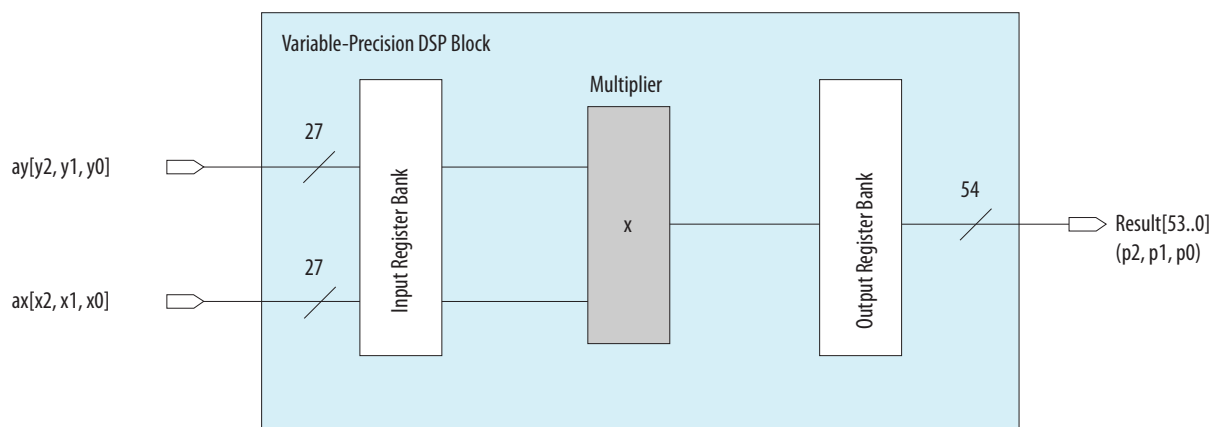 Variable-Precision DSP Block
Multiplier
27
ay[y2, y1, y0]
Input Register Bank
x
Output Register Bank
54
Result[53..0]
(p2, p1, p0)
27
ax[x2, x1, x0]